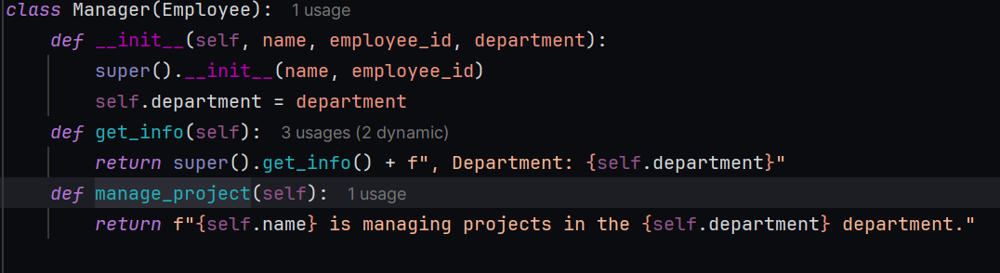 class Manager(Employee):  1 usage
    def __init__(self, name, employee_id, department):
        super().__init__(name, employee_id)
        self.department = department
    def get_info(self):  3 usages (2 dynamic)
        return super().get_info() + f", Department: {self.department}"
    def manage_project(self):  1 usage
        return f"{self.name} is managing projects in the {self.department} department."